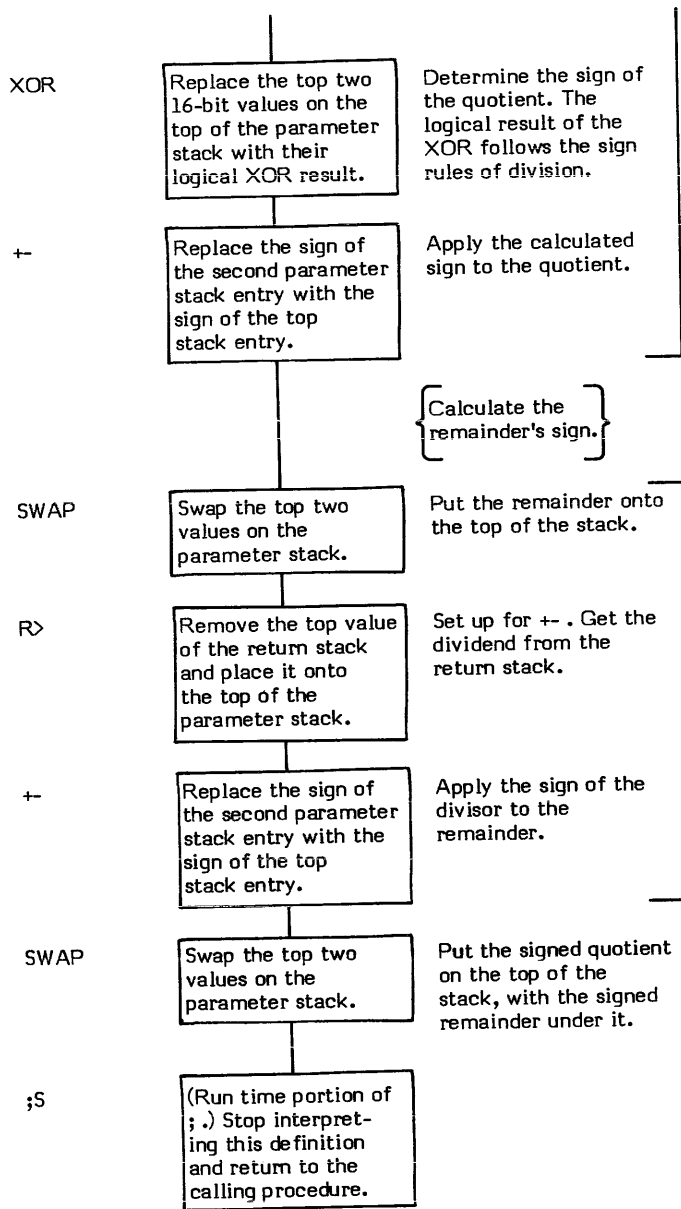 XOR
Replace the top two
16-bit values on the
top of the parameter
stack with their
logical XOR result.
Determine the sign of
the quotient. The
logical result of the
XOR follows the sign
rules of division.
+-
Replace the sign of
the second parameter
stack entry with the
sign of the top
stack entry.
Apply the calculated
sign to the quotient.
{Calculate the
remainder's sign.}
SWAP
Swap the top two
values on the
parameter stack.
Put the remainder onto
the top of the stack.
R>
Remove the top value
of the return stack
and place it onto
the top of the
parameter stack.
Set up for +- . Get the
dividend from the
return stack.
+-
Replace the sign of
the second parameter
stack entry with the
sign of the top
stack entry.
Apply the sign of the
divisor to the
remainder.
SWAP
Swap the top two
values on the
parameter stack.
Put the signed quotient
on the top of the
stack, with the signed
remainder under it.
;S
(Run time portion of
; .) Stop interpret-
ing this definition
and return to the
calling procedure.